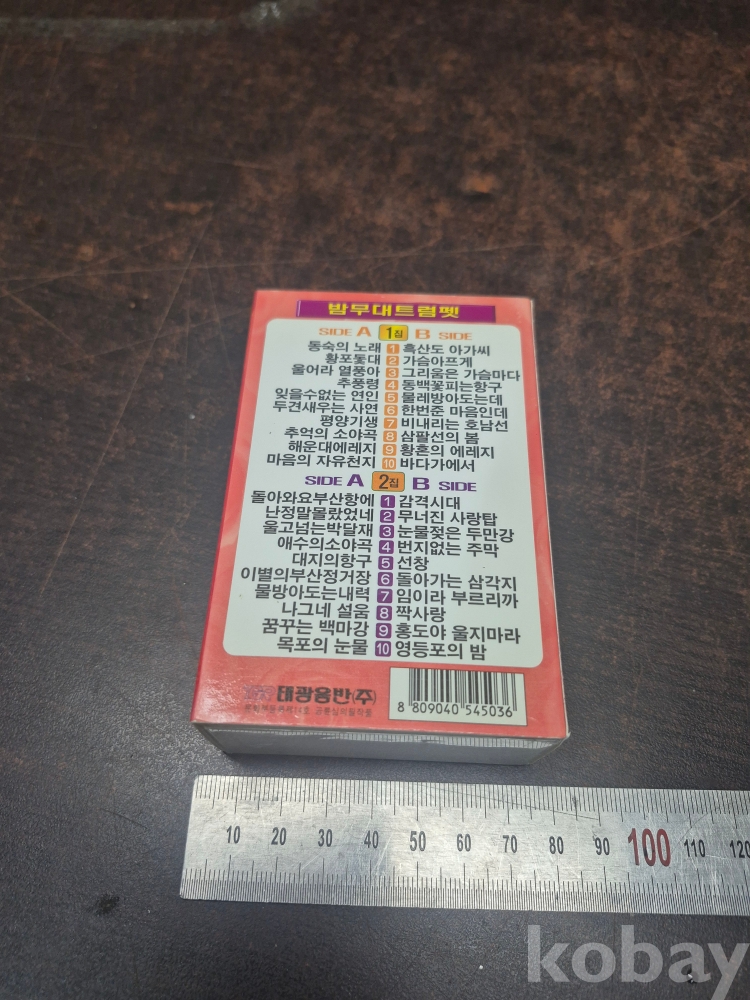 밤무대트럼펫
SIDE A 1집 B SIDE
동숙의 노래 1 흑산도 아가씨
황포돛대 2 가슴아프게
울어라 열풍아 3 그리움은 가슴마다
추풍령 4 동백꽃피는항구
잊을수없는 연인 5 물레방아도는데
두견새우는 사연 6 한번준 마음인데
평양기생 7 비내리는 호남선
추억의 소야곡 8 삼팔선의 봄
해운대에레지 9 황혼의 에레지
마음의 자유천지 10 바다가에서
SIDE A 2집 B SIDE
돌아와요부산항에 1 감격시대
난정말몰랐었네 2 무너진 사랑탑
울고넘는박달재 3 눈물젖은 두만강
애수의소야곡 4 번지없는 주막
대지의항구 5 선창
이별의부산정거장 6 돌아가는 삼각지
물방아도는내력 7 임이라 부르리까
나그네 설움 8 짝사랑
꿈꾸는 백마강 9 홍도야 울지마라
목포의 눈물 10 영등포의 밤
태광음반(주)
8 809040 545036
10 20 30 40 50 60 70 80 90 100 110 120
kobay